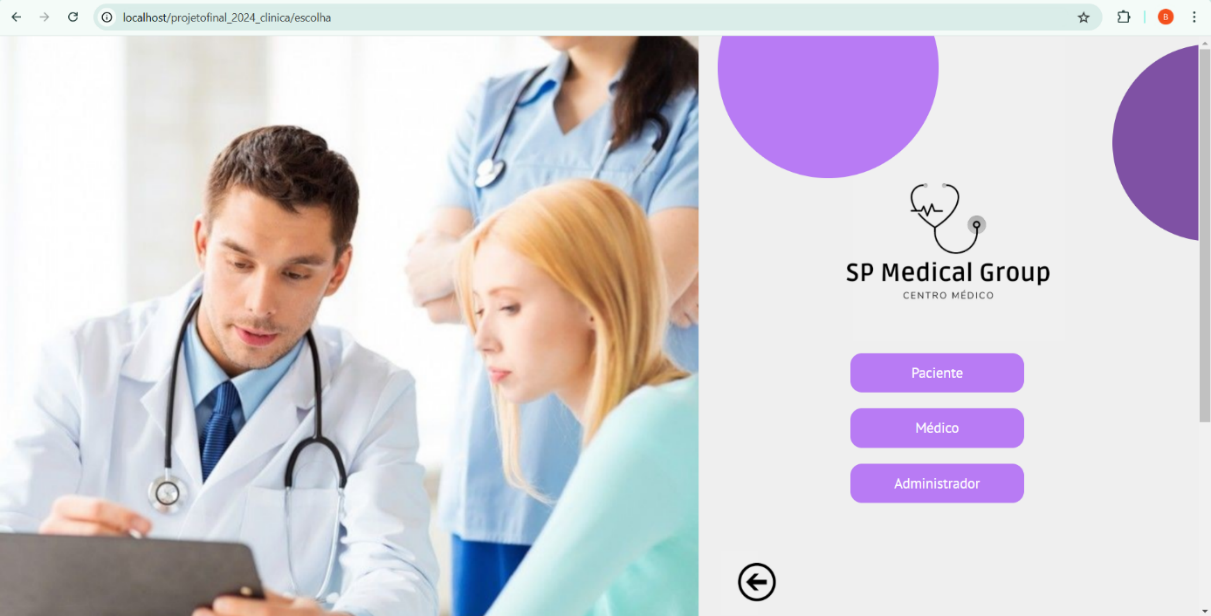 localhost/projetofinal_2024_clinica/escolha
B
SP Medical Group
CENTRO MÉDICO
Paciente
Médico
Administrador